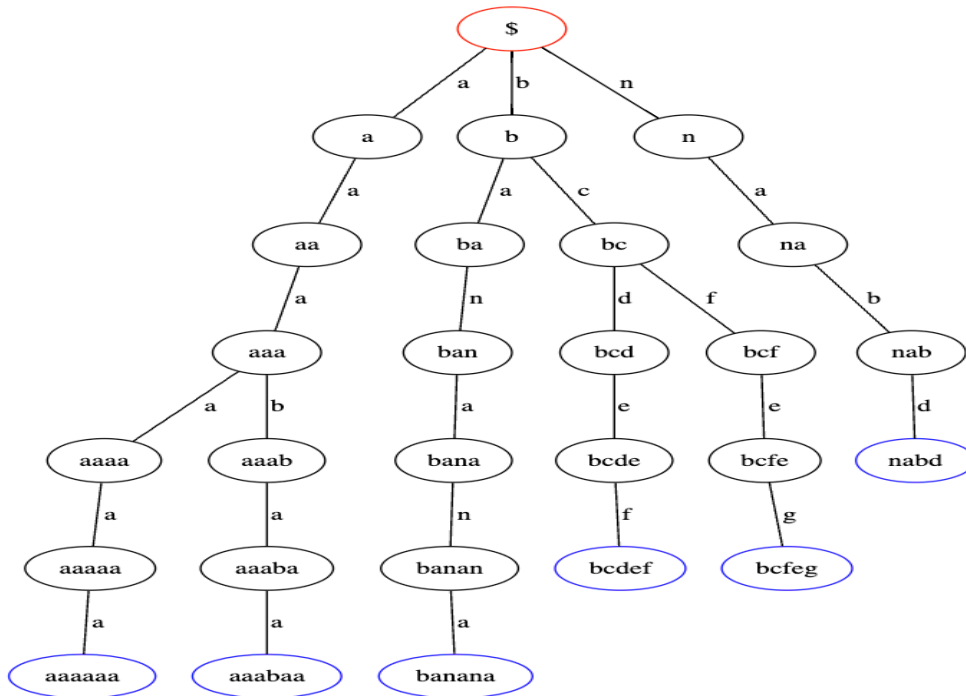 $
a b n
a b n
a a c a
aa ba bc na
a n d f b
aaa ban bcd bcf nab
a b a e e d
aaaa aaab bana bcde bcfe nabd
a a n f g
aaaaa aaaba banan bcdef bcfeg
a a a
aaaaaa aaabaa banana